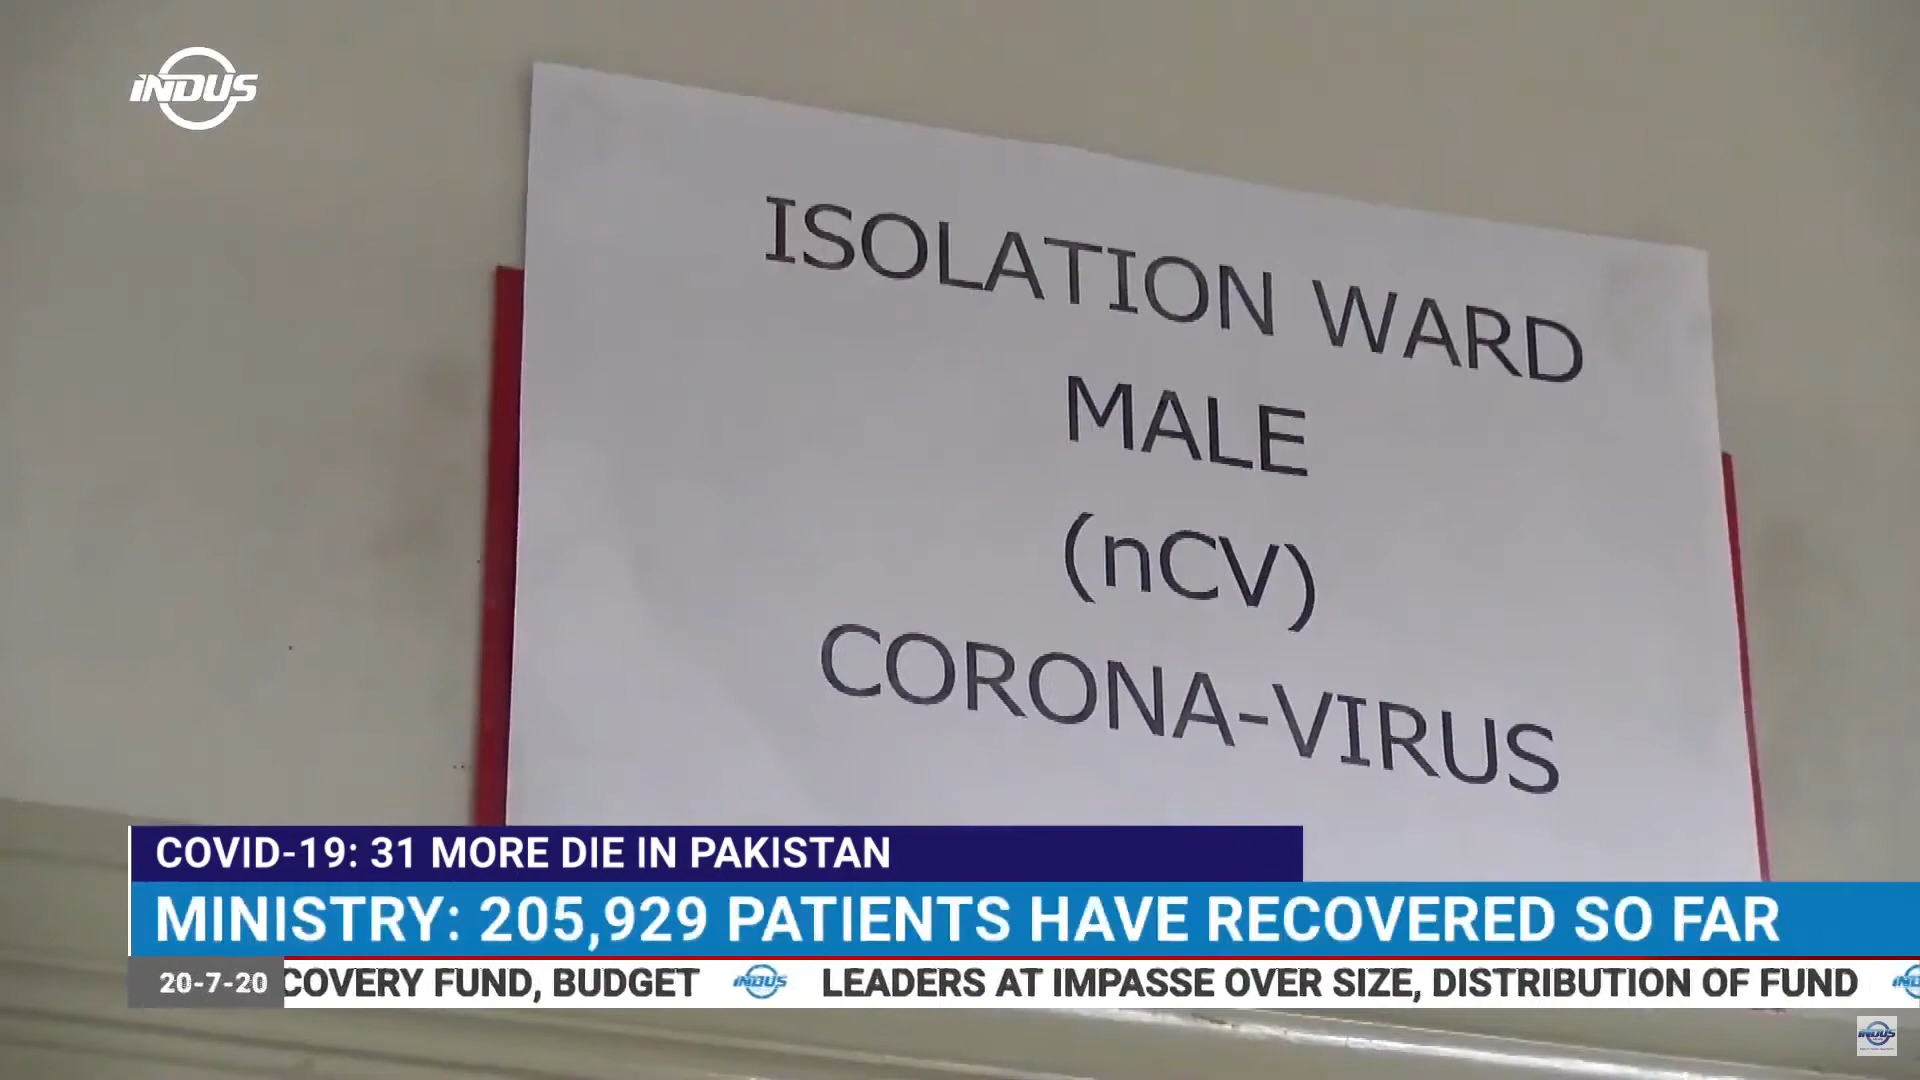 INDUS
ISOLATION WARD
MALE
(nCV)
CORONA-VIRUS
COVID-19: 31 MORE DIE IN PAKISTAN
MINISTRY: 205,929 PATIENTS HAVE RECOVERED SO FAR
20-7-20 COVERY FUND, BUDGET INDUS LEADERS AT IMPASSE OVER SIZE, DISTRIBUTION OF FUND
INDUS